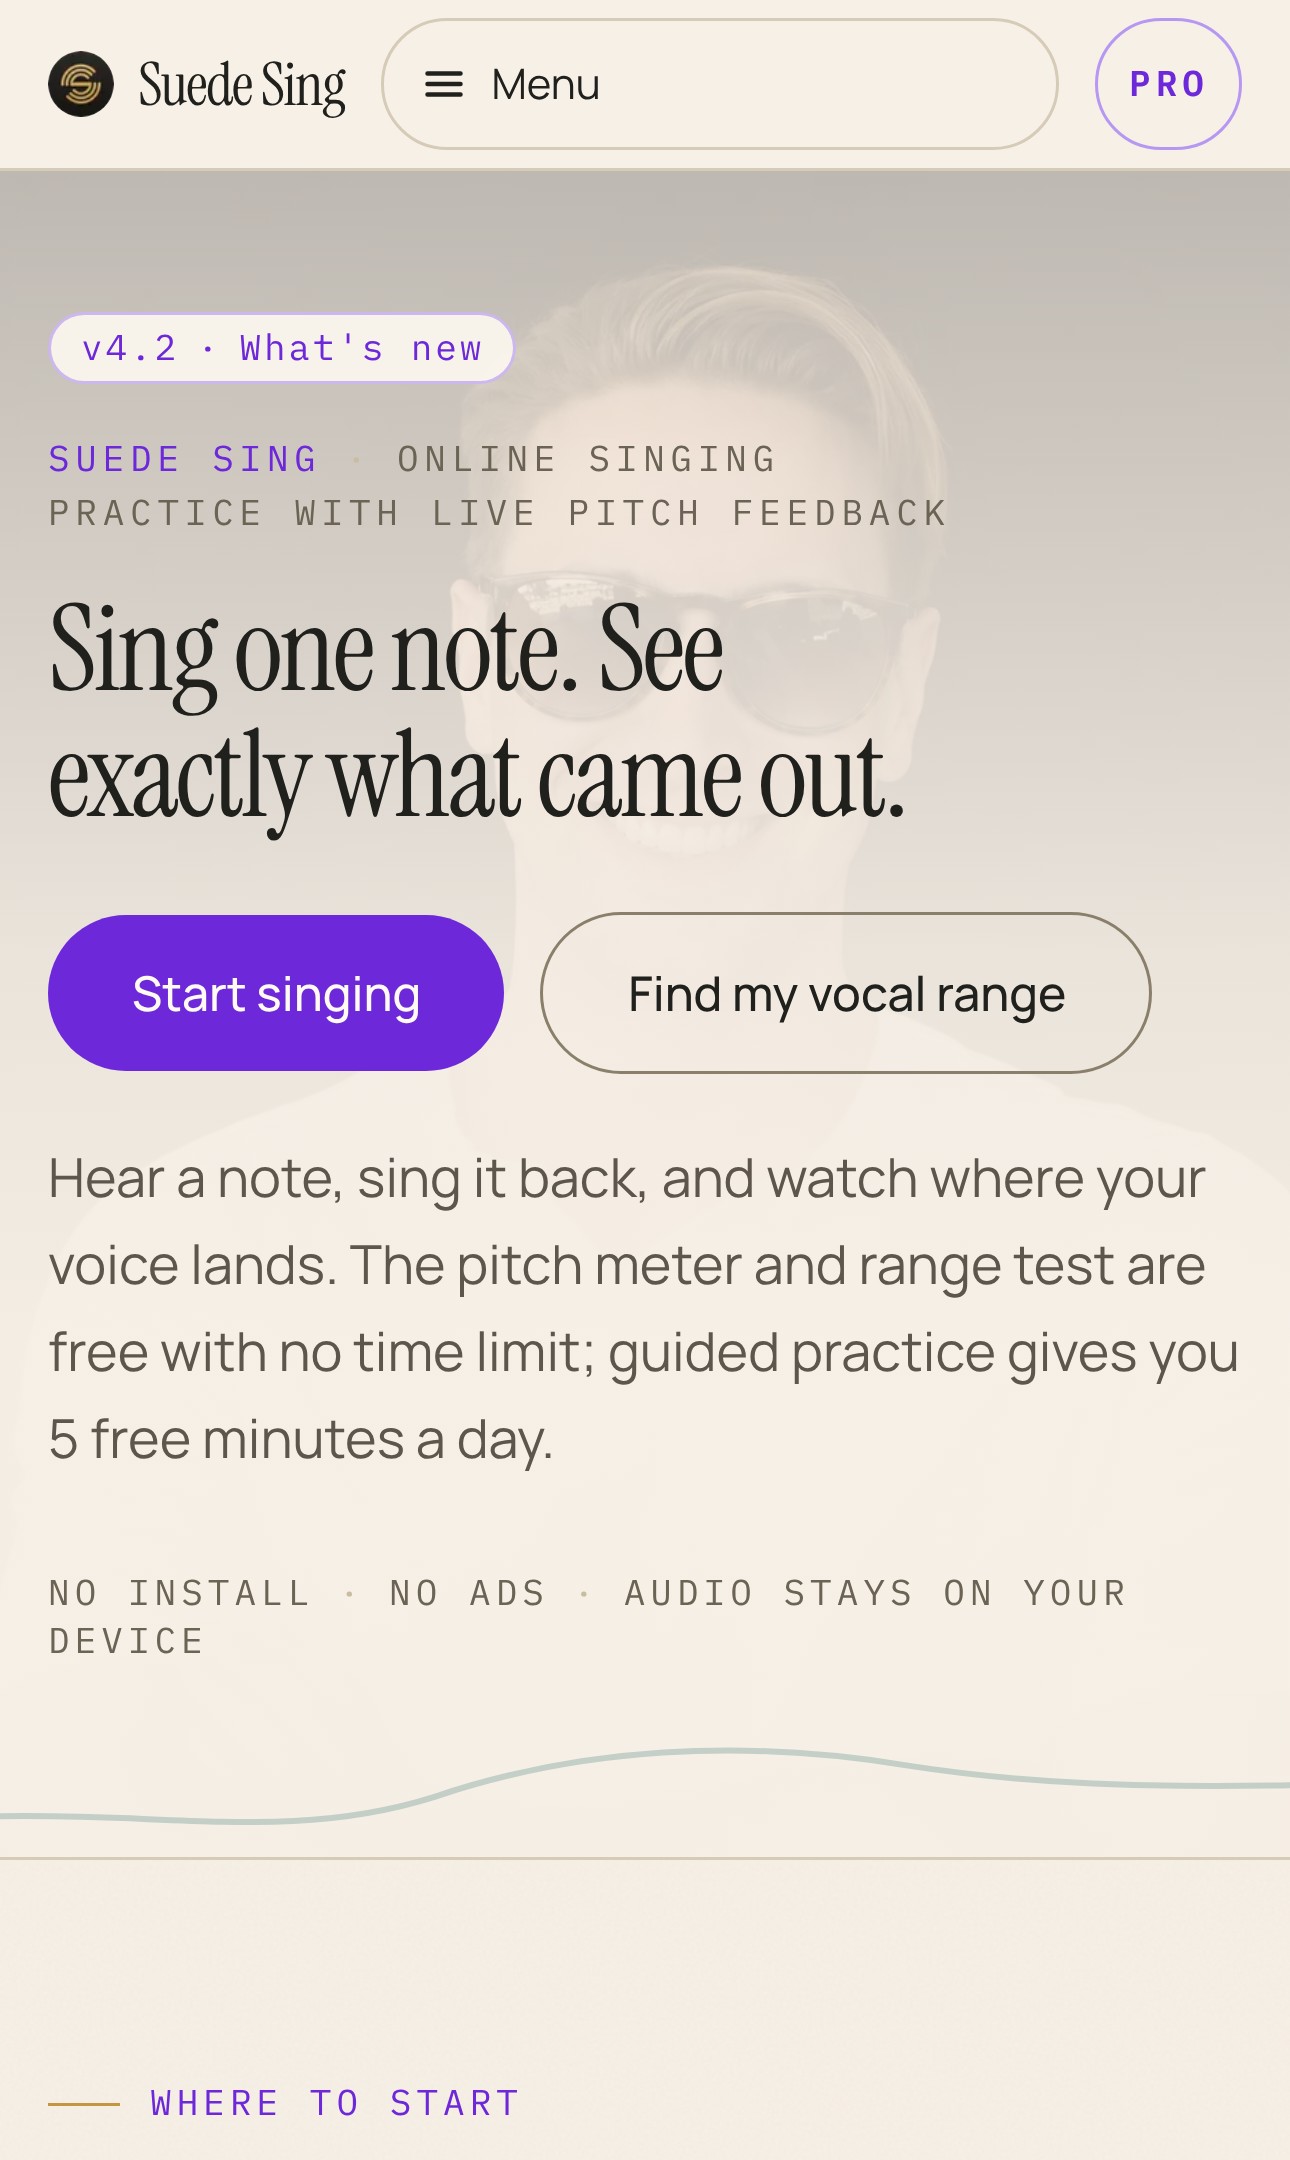 Suede Sing
Menu
PRO
v4.2 · What's new
SUEDE SING · ONLINE SINGING
PRACTICE WITH LIVE PITCH FEEDBACK
Sing one note. See
exactly what came out.
Start singing
Find my vocal range
Hear a note, sing it back, and watch where your
voice lands. The pitch meter and range test are
free with no time limit; guided practice gives you
5 free minutes a day.
NO INSTALL · NO ADS · AUDIO STAYS ON YOUR
DEVICE
WHERE TO START